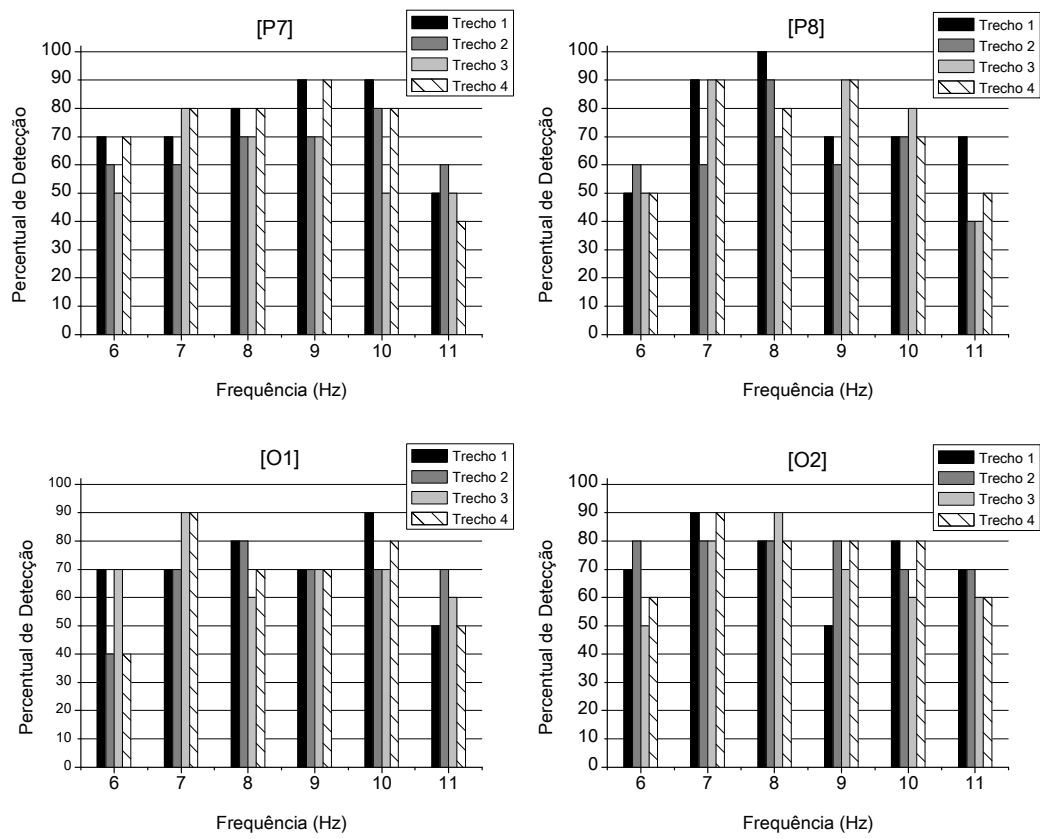 [P7]
Trecho 1
Trecho 2
Trecho 3
Trecho 4
Percentual de Detecção
100
90
80
70
60
50
40
30
20
10
0
6 7 8 9 10 11
Frequência (Hz)
[P8]
Trecho 1
Trecho 2
Trecho 3
Trecho 4
Percentual de Detecção
100
90
80
70
60
50
40
30
20
10
0
6 7 8 9 10 11
Frequência (Hz)
[O1]
Trecho 1
Trecho 2
Trecho 3
Trecho 4
Percentual de Detecção
100
90
80
70
60
50
40
30
20
10
0
6 7 8 9 10 11
Frequência (Hz)
[O2]
Trecho 1
Trecho 2
Trecho 3
Trecho 4
Percentual de Detecção
100
90
80
70
60
50
40
30
20
10
0
6 7 8 9 10 11
Frequência (Hz)